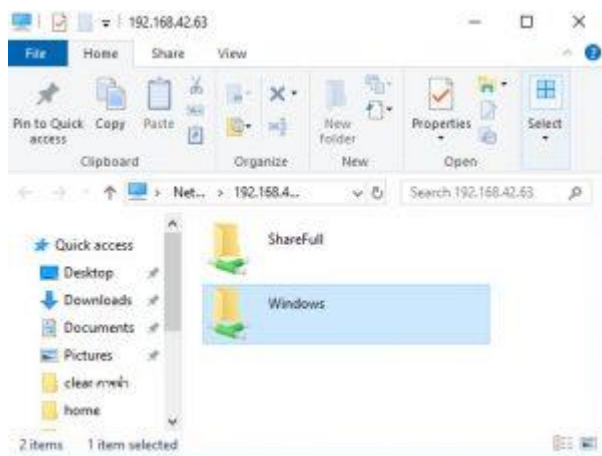 192.168.42.63
File Home Share View
Pin to Quick access
Copy
Paste
New folder
Properties
Select
Clipboard Organize New Open
Net... > 192.168.4...
Search 192.168.42.63
Quick access
Desktop
Downloads
Documents
Pictures
clear
home
ShareFull
Windows
2 items 1 item selected